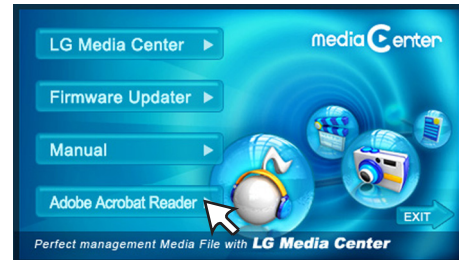 LG Media Center
mediaCenter
Firmware Updater
Manual
Adobe Acrobat Reader
EXIT
Perfect management Media File with LG Media Center